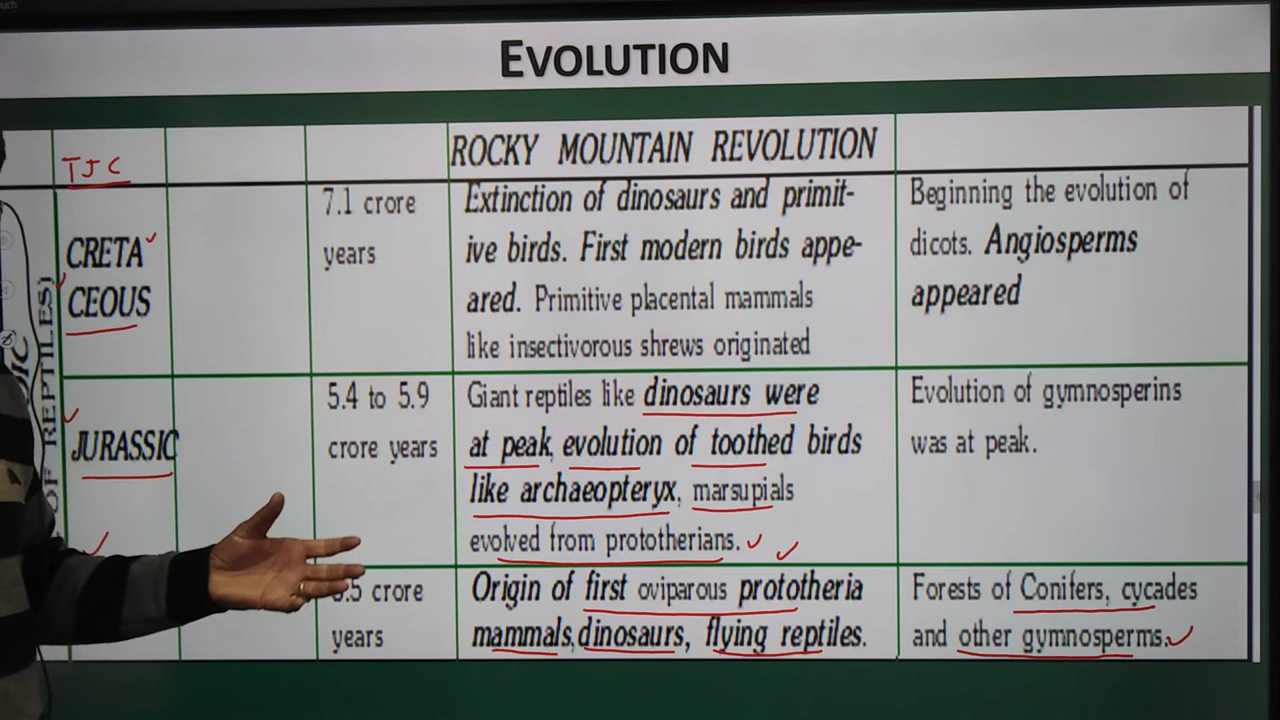 EVOLUTION
ROCKY MOUNTAIN REVOLUTION
TJC
CRETA
CEOUS
7.1 crore
years
Extinction of dinosaurs and primit-
ive birds. First modern birds appe-
ared. Primitive placental mammals
like insectivorous shrews originated
Beginning the evolution of
dicots. Angiosperms
appeared
OF REPTILES)
JURASSIC
5.4 to 5.9
crore years
Giant reptiles like dinosaurs were
at peak, evolution of toothed birds
like archaeopteryx, marsupials
evolved from prototherians.
Evolution of gymnosperins
was at peak.
crore
years
Origin of first oviparous prototheria
mammals, dinosaurs, flying reptiles.
Forests of Conifers, cycades
and other gymnosperms.